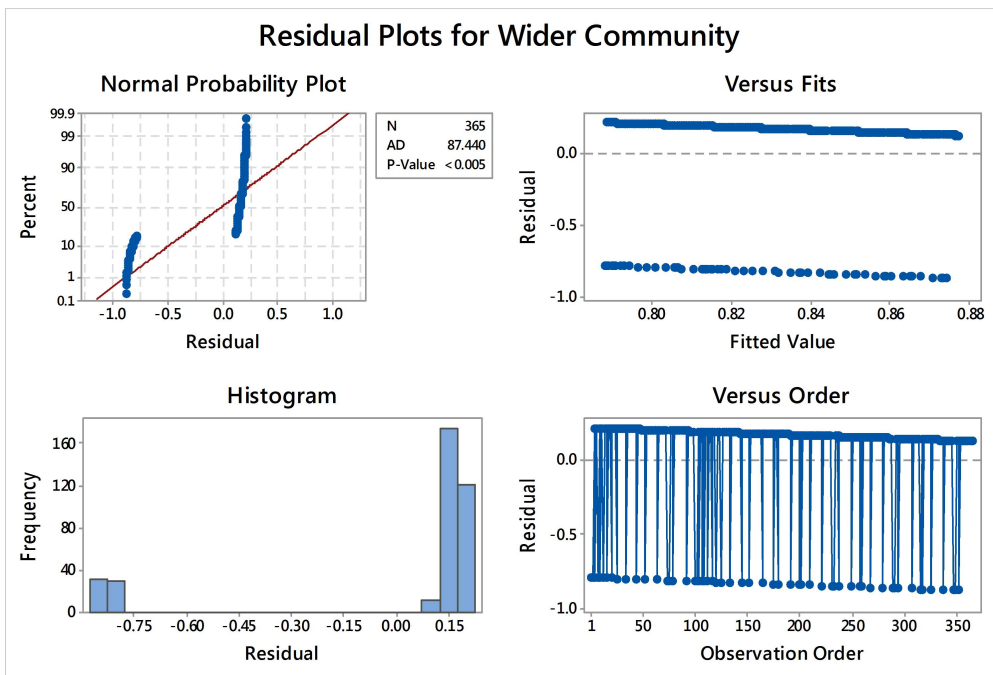 Residual Plots for Wider Community
Normal Probability Plot
99.9
99
90
50
10
1
0.1
Percent
-1.0 -0.5 0.0 0.5 1.0
Residual
N 365
AD 87.440
P-Value <0.005
Versus Fits
0.0
-0.5
-1.0
Residual
0.80 0.82 0.84 0.86 0.88
Fitted Value
Histogram
160
120
80
40
0
Frequency
-0.75 -0.60 -0.45 -0.30 -0.15 0.00 0.15
Residual
Versus Order
0.0
-0.5
-1.0
Residual
1 50 100 150 200 250 300 350
Observation Order